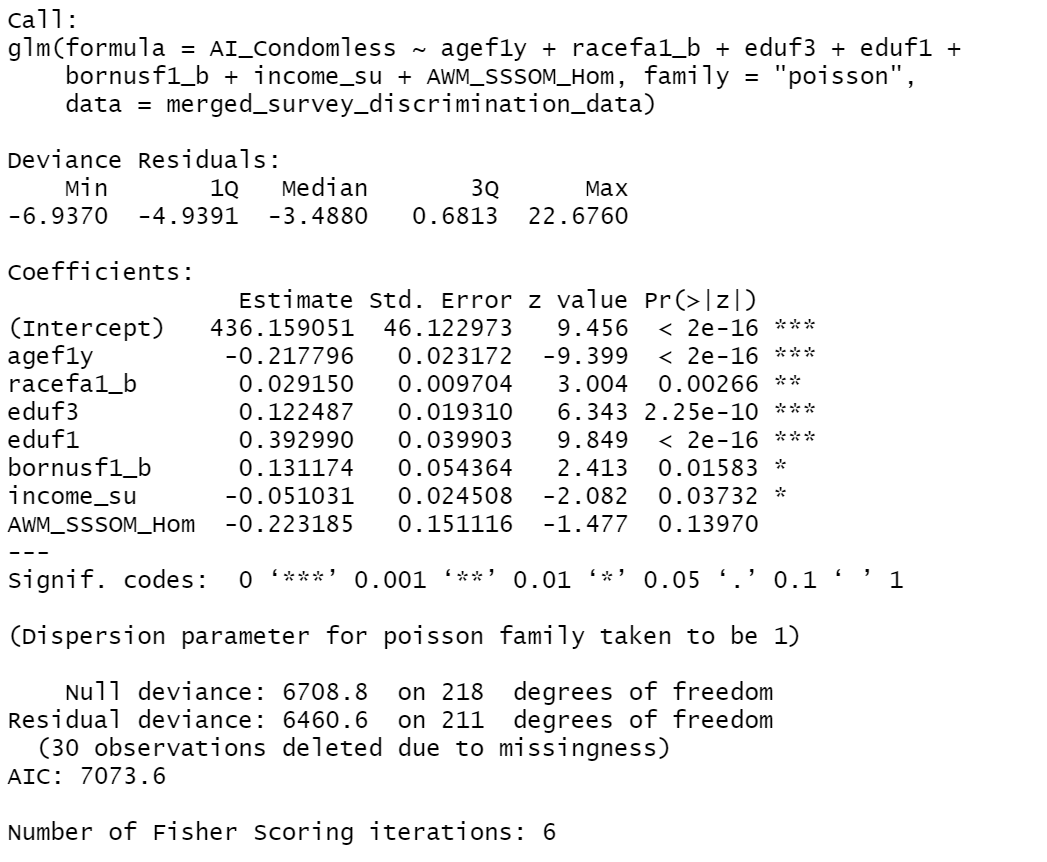 Call:
glm(formula = AI_Condomless ~ agef1y + racefa1_b + eduf3 + eduf1 +
    bornusf1_b + income_su + AWM_SSSOM_Hom, family = "poisson",
    data = merged_survey_discrimination_data)

Deviance Residuals:
    Min       1Q   Median       3Q      Max
-6.9370  -4.9391  -3.4880   0.6813  22.6760

Coefficients:
                Estimate Std. Error z value Pr(>|z|)
(Intercept)   436.159051  46.122973   9.456  < 2e-16 ***
agef1y         -0.217796   0.023172  -9.399  < 2e-16 ***
racefa1_b       0.029150   0.009704   3.004  0.00266 **
eduf3           0.122487   0.019310   6.343 2.25e-10 ***
eduf1           0.392990   0.039903   9.849  < 2e-16 ***
bornusf1_b      0.131174   0.054364   2.413  0.01583 *
income_su      -0.051031   0.024508  -2.082  0.03732 *
AWM_SSSOM_Hom  -0.223185   0.151116  -1.477  0.13970
---
Signif. codes:  0 ‘***’ 0.001 ‘**’ 0.01 ‘*’ 0.05 ‘.’ 0.1 ‘ ’ 1

(Dispersion parameter for poisson family taken to be 1)

    Null deviance: 6708.8  on 218  degrees of freedom
Residual deviance: 6460.6  on 211  degrees of freedom
  (30 observations deleted due to missingness)
AIC: 7073.6

Number of Fisher Scoring iterations: 6